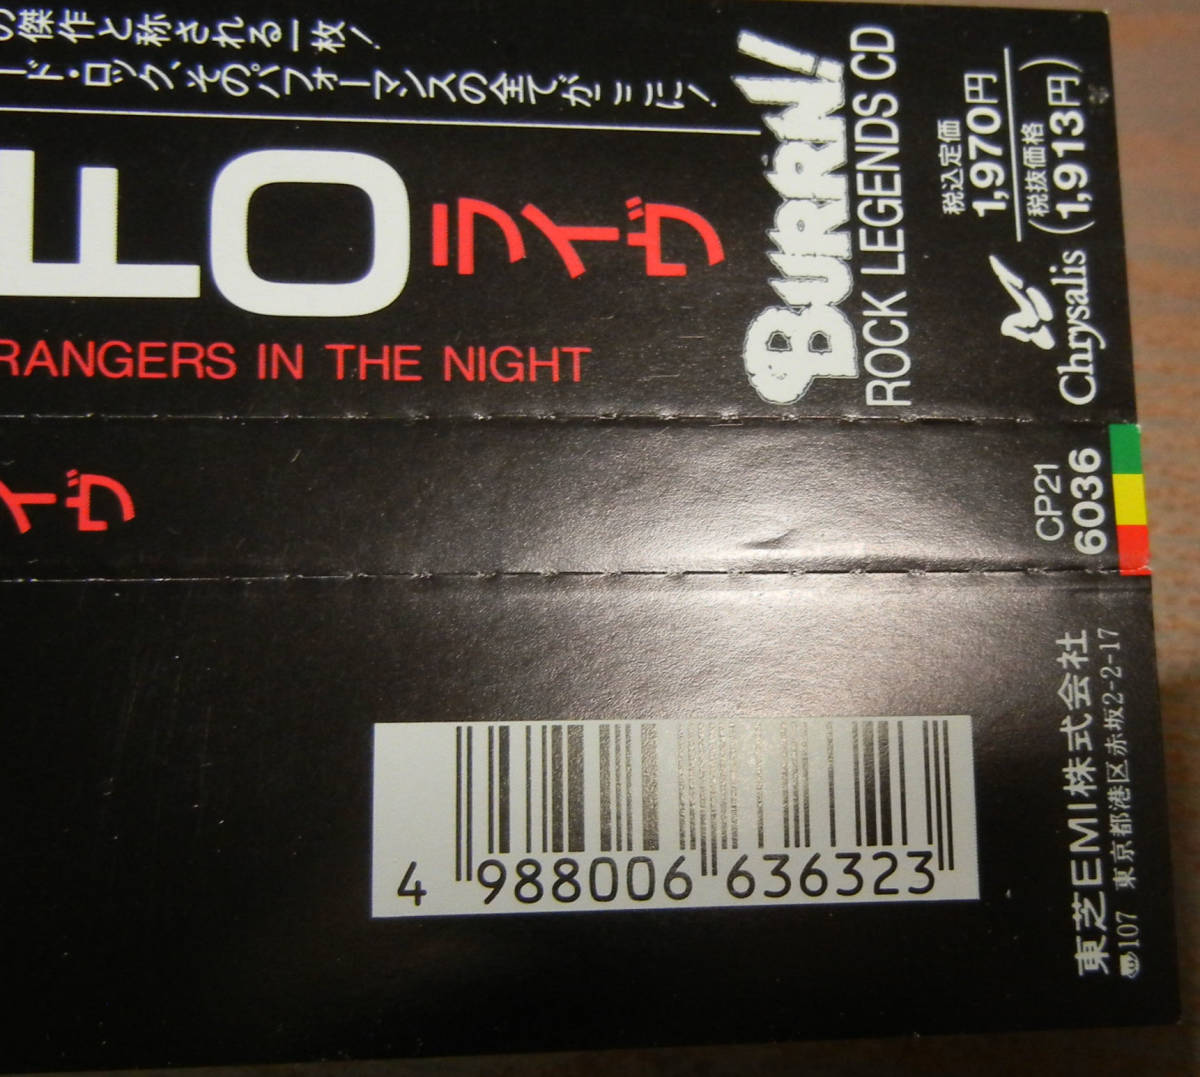 の傑作と称される一枚!
ード・ロック、そのパフォーマンスの全てがここに!
FO
ライヴ
RANGERS IN THE NIGHT
BURRN!
ROCK LEGENDS CD
税込定価
1,970円
(税抜価格
1,913円)
Chrysalis
イヴ
CP21
6036
4 988006 636323
東芝EMI株式会社
107 東京都港区赤坂2-2-17